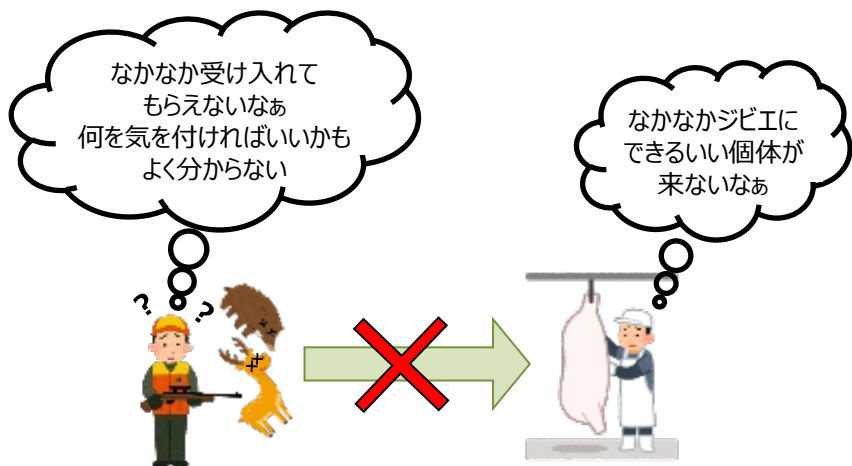 なかなか受け入れて
もらえないなぁ
何を気を付ければいいかも
よく分からない
なかなかジビエに
できるいい個体が
来ないなぁ
? ?